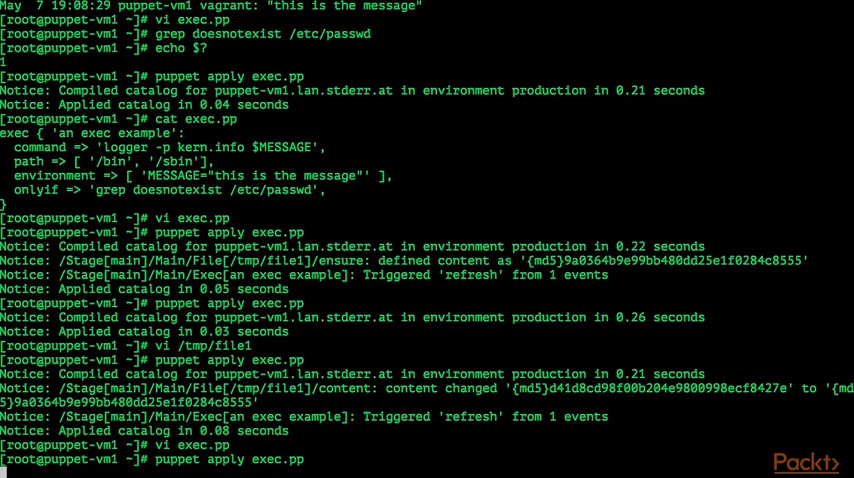 May  7 19:08:29 puppet-vm1 vagrant: "this is the message"
[root@puppet-vm1 ~]# vi exec.pp
[root@puppet-vm1 ~]# grep doesnotexist /etc/passwd
[root@puppet-vm1 ~]# echo $?
1
[root@puppet-vm1 ~]# puppet apply exec.pp
Notice: Compiled catalog for puppet-vm1.lan.stderr.at in environment production in 0.21 seconds
Notice: Applied catalog in 0.04 seconds
[root@puppet-vm1 ~]# cat exec.pp
exec { 'an exec example':
  command => 'logger -p kern.info $MESSAGE',
  path => [ '/bin', '/sbin'],
  environment => [ 'MESSAGE="this is the message"' ],
  onlyif => 'grep doesnotexist /etc/passwd',
}
[root@puppet-vm1 ~]# vi exec.pp
[root@puppet-vm1 ~]# puppet apply exec.pp
Notice: Compiled catalog for puppet-vm1.lan.stderr.at in environment production in 0.22 seconds
Notice: /Stage[main]/Main/File[/tmp/file1]/ensure: defined content as '{md5}9a0364b9e99bb480dd25e1f0284c8555'
Notice: /Stage[main]/Main/Exec[an exec example]: Triggered 'refresh' from 1 events
Notice: Applied catalog in 0.05 seconds
[root@puppet-vm1 ~]# puppet apply exec.pp
Notice: Compiled catalog for puppet-vm1.lan.stderr.at in environment production in 0.26 seconds
Notice: Applied catalog in 0.03 seconds
[root@puppet-vm1 ~]# vi /tmp/file1
[root@puppet-vm1 ~]# puppet apply exec.pp
Notice: Compiled catalog for puppet-vm1.lan.stderr.at in environment production in 0.21 seconds
Notice: /Stage[main]/Main/File[/tmp/file1]/content: content changed '{md5}d41d8cd98f00b204e9800998ecf8427e' to '{md
5}9a0364b9e99bb480dd25e1f0284c8555'
Notice: /Stage[main]/Main/Exec[an exec example]: Triggered 'refresh' from 1 events
Notice: Applied catalog in 0.08 seconds
[root@puppet-vm1 ~]# vi exec.pp
[root@puppet-vm1 ~]# puppet apply exec.pp
Packt>